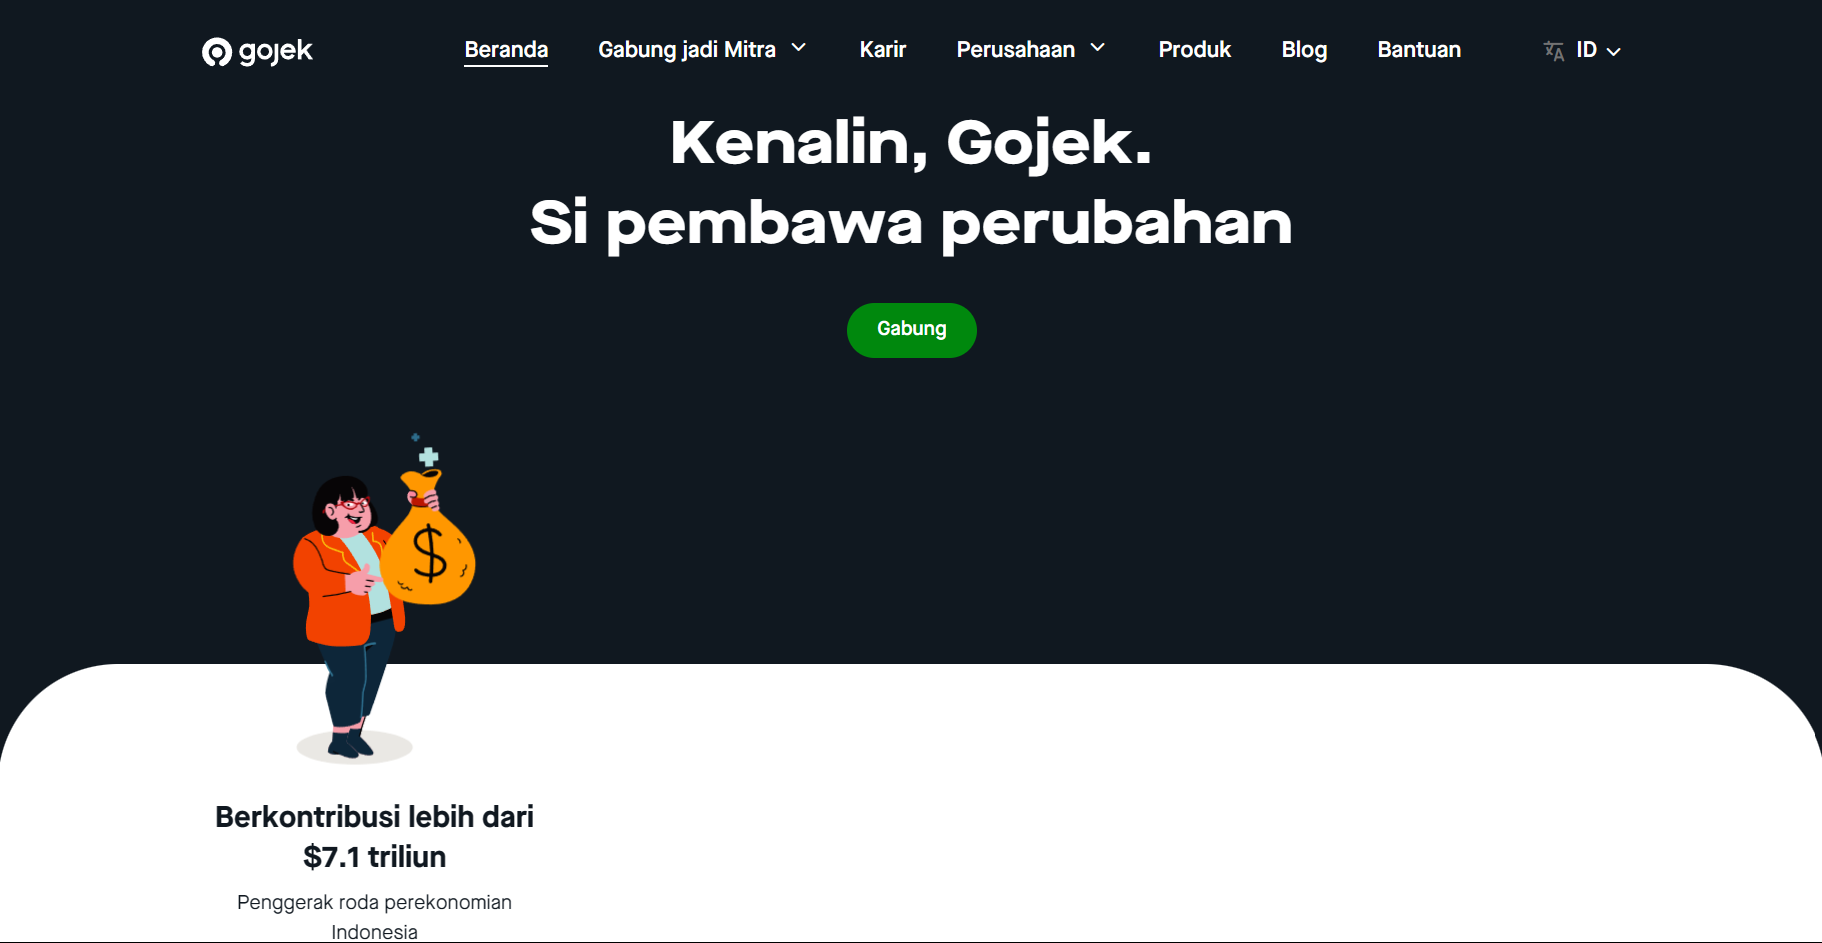 gojek
Beranda
Gabung jadi Mitra
Karir
Perusahaan
Produk
Blog
Bantuan
ID
Kenalin, Gojek.
Si pembawa perubahan
Gabung
$
Berkontribusi lebih dari
$7.1 triliun
Penggerak roda perekonomian
Indonesia